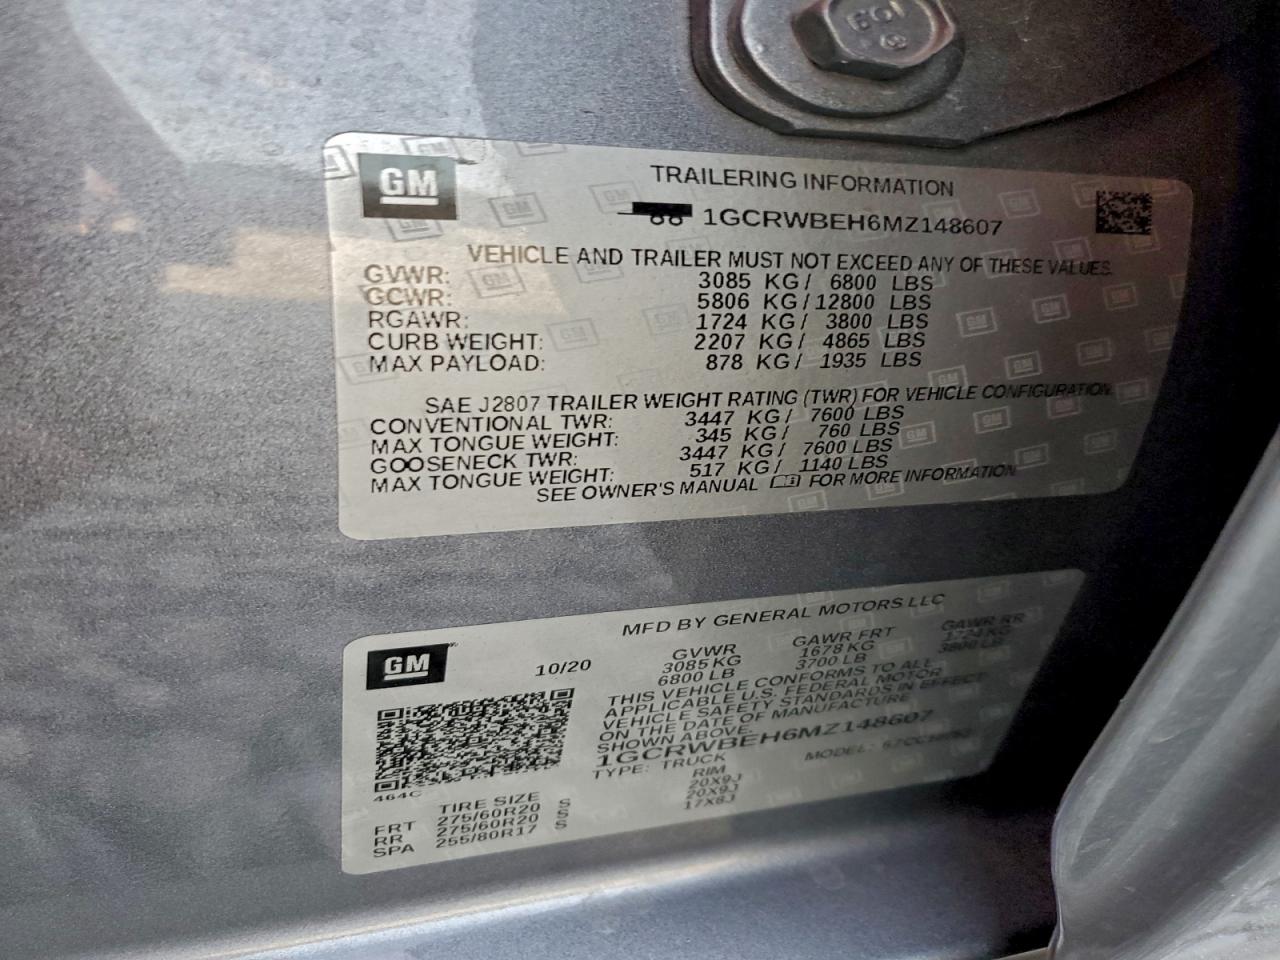 BOI
GM
TRAILERING INFORMATION
1GCRWBEH6MZ148607
VEHICLE AND TRAILER MUST NOT EXCEED ANY OF THESE VALUES.
GVWR: 3085 KG/ 6800 LBS
GCWR: 5806 KG/12800 LBS
RGAWR: 1724 KG/ 3800 LBS
CURB WEIGHT: 2207 KG/ 4865 LBS
MAX PAYLOAD: 878 KG/ 1935 LBS
SAE J2807 TRAILER WEIGHT RATING (TWR) FOR VEHICLE CONFIGURATION
CONVENTIONAL TWR: 3447 KG/ 7600 LBS
MAX TONGUE WEIGHT: 345 KG/ 760 LBS
GOOSENECK TWR: 3447 KG/ 7600 LBS
MAX TONGUE WEIGHT: 517 KG/ 1140 LBS
SEE OWNER'S MANUAL FOR MORE INFORMATION
MFD BY GENERAL MOTORS LLC
GM
10/20
GVWR GAWR FRT GAWR RR
3085 KG 1678 KG 1724 KG
6800 LB 3700 LB 3800 LB
THIS VEHICLE CONFORMS TO ALL
APPLICABLE U.S. FEDERAL MOTOR
VEHICLE SAFETY STANDARDS IN EFFECT
ON THE DATE OF MANUFACTURE
SHOWN ABOVE.
1GCRWBEH6MZ148607
TYPE: TRUCK MODEL:
464C
TIRE SIZE RIM
FRT 275/60R20 S 20X9J
RR 275/60R20 S 20X9J
SPA 255/80R17 S 17X8J